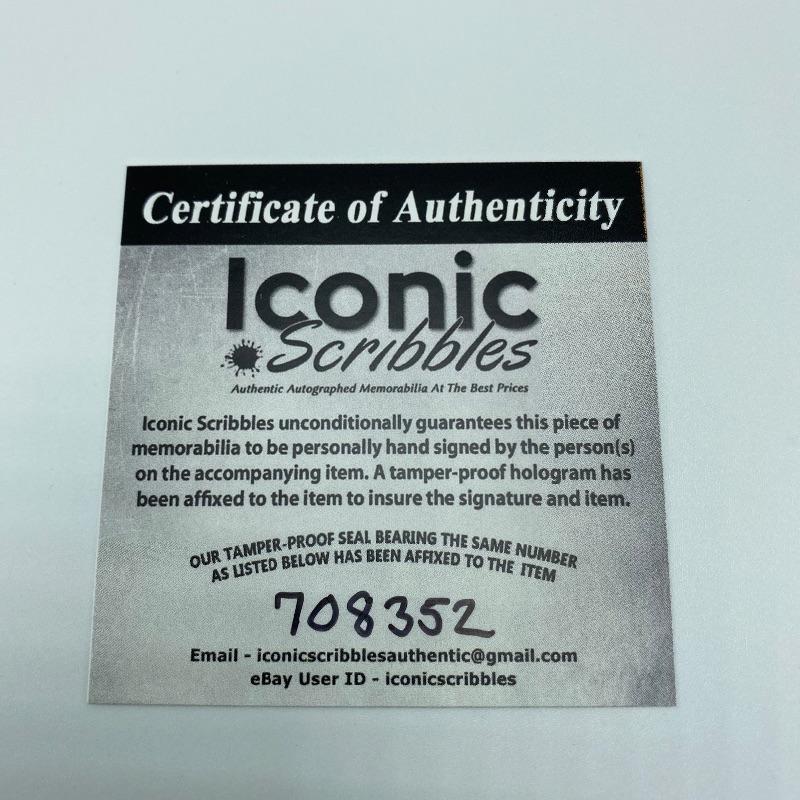 Certificate of Authenticity
Iconic
Scribbles
Authentic Autographed Memorabilia At The Best Prices
Iconic Scribbles unconditionally guarantees this piece of
memorabilia to be personally hand signed by the person(s)
on the accompanying item. A tamper-proof hologram has
been affixed to the item to insure the signature and item.
OUR TAMPER-PROOF SEAL BEARING THE SAME NUMBER
AS LISTED BELOW HAS BEEN AFFIXED TO THE ITEM
708352
Email - iconicscribblesauthentic@gmail.com
eBay User ID - iconicscribbles